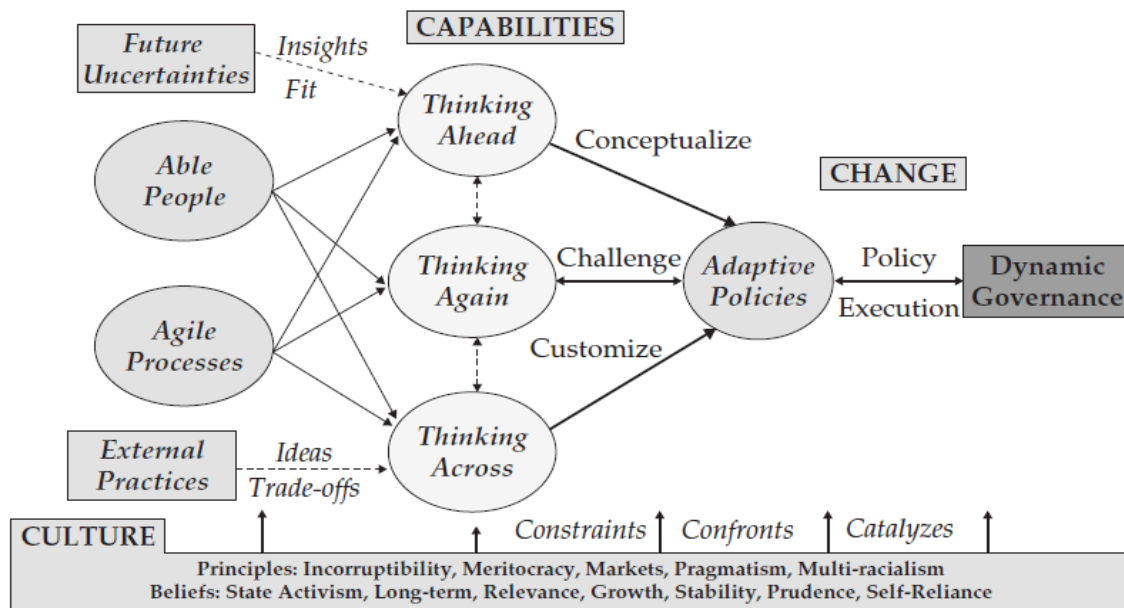 CAPABILITIES
Future
Uncertainties
Insights
Fit
Thinking
Ahead
Conceptualize
Able
People
CHANGE
Thinking
Again
Challenge
Adaptive
Policies
Policy
Execution
Dynamic
Governance
Agile
Processes
Customize
External
Practices
Ideas
Trade-offs
Thinking
Across
CULTURE
Constraints
Confronts
Catalyzes
Principles: Incorruptibility, Meritocracy, Markets, Pragmatism, Multi-racialism
Beliefs: State Activism, Long-term, Relevance, Growth, Stability, Prudence, Self-Reliance